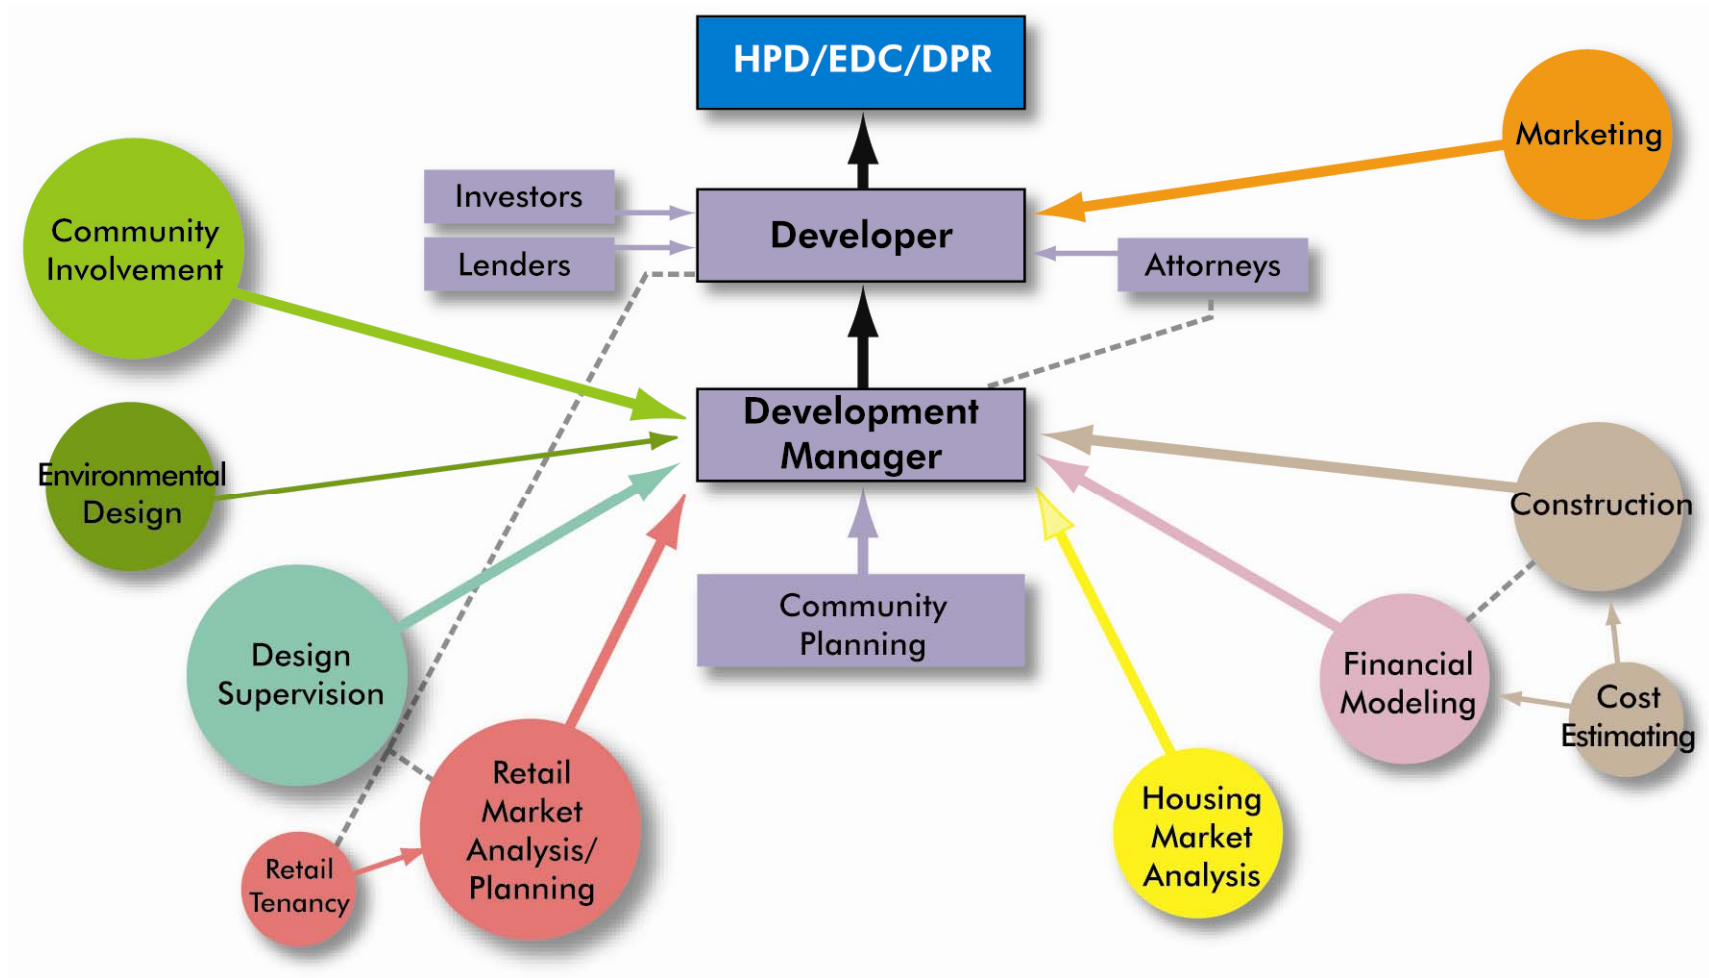 HPD/EDC/DPR
Marketing
Investors
Community
Involvement
Developer
Lenders
Attorneys
Development
Manager
Environmental
Design
Construction
Community
Planning
Design
Supervision
Financial
Modeling
Cost
Estimating
Retail
Market
Analysis/
Planning
Housing
Market
Analysis
Retail
Tenancy